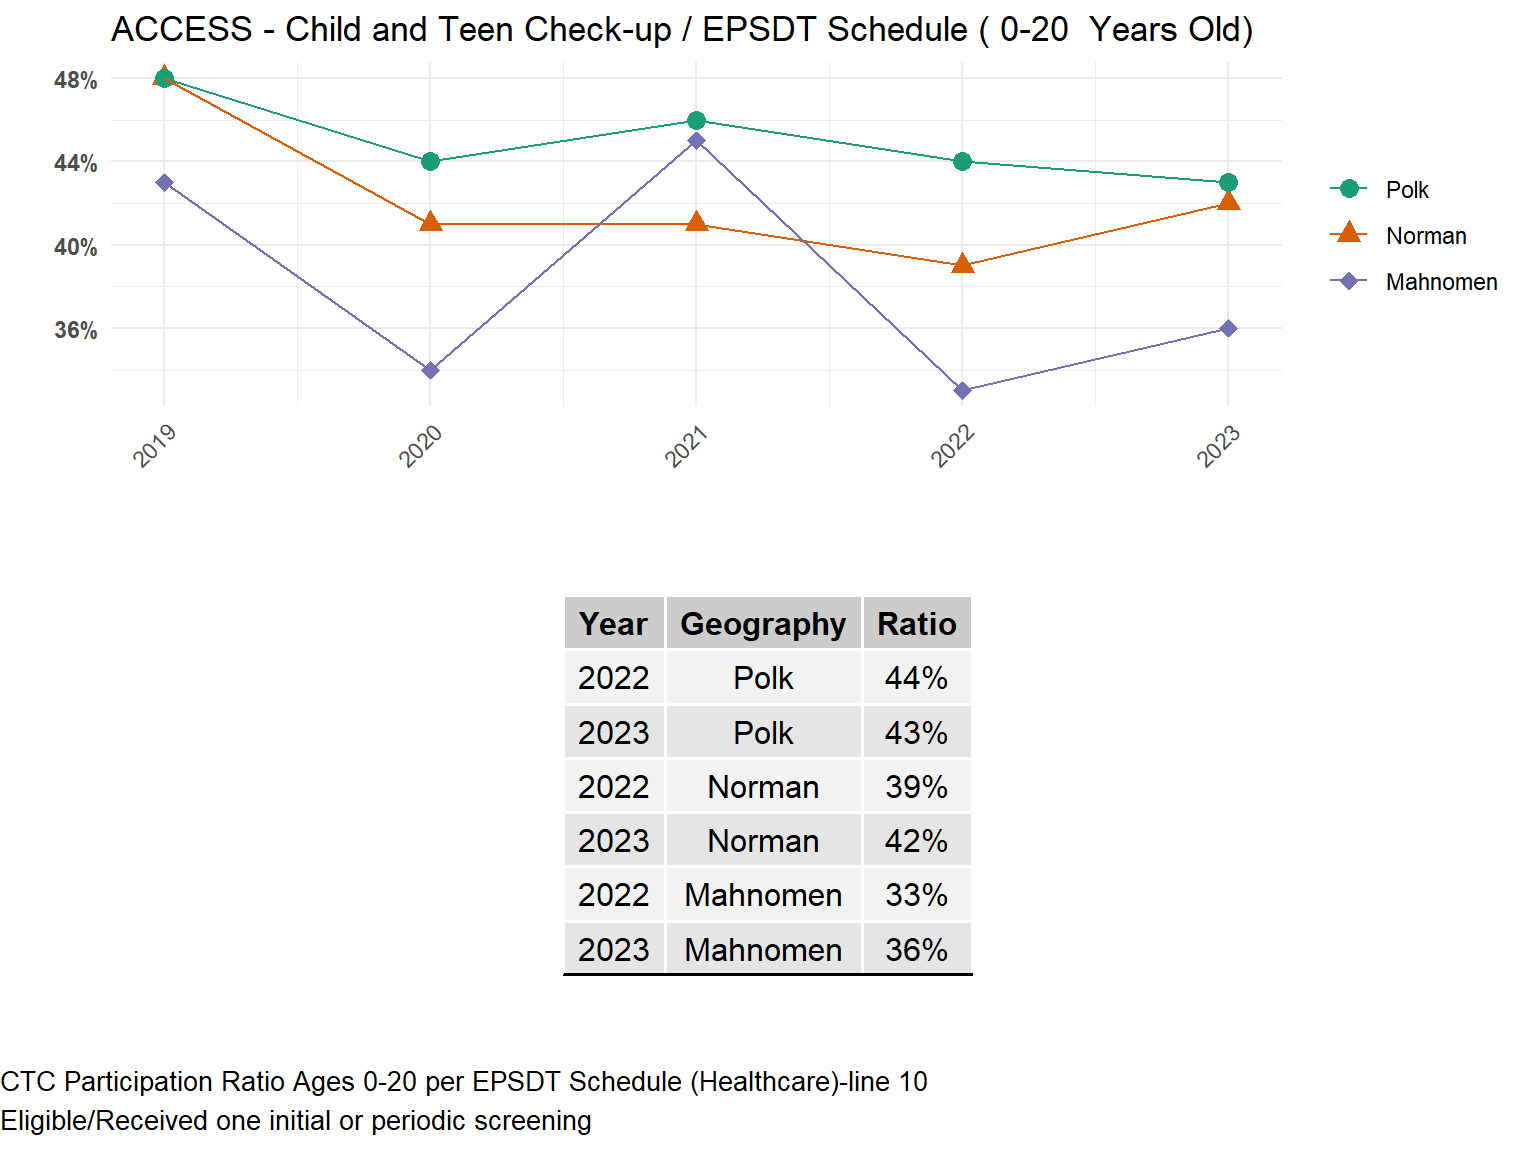 ACCESS - Child and Teen Check-up / EPSDT Schedule ( 0-20  Years Old)
48%
44%
40%
36%
2019 2020 2021 2022 2023
Polk
Norman
Mahnomen
Year Geography Ratio
2022 Polk 44%
2023 Polk 43%
2022 Norman 39%
2023 Norman 42%
2022 Mahnomen 33%
2023 Mahnomen 36%
CTC Participation Ratio Ages 0-20 per EPSDT Schedule (Healthcare)-line 10
Eligible/Received one initial or periodic screening